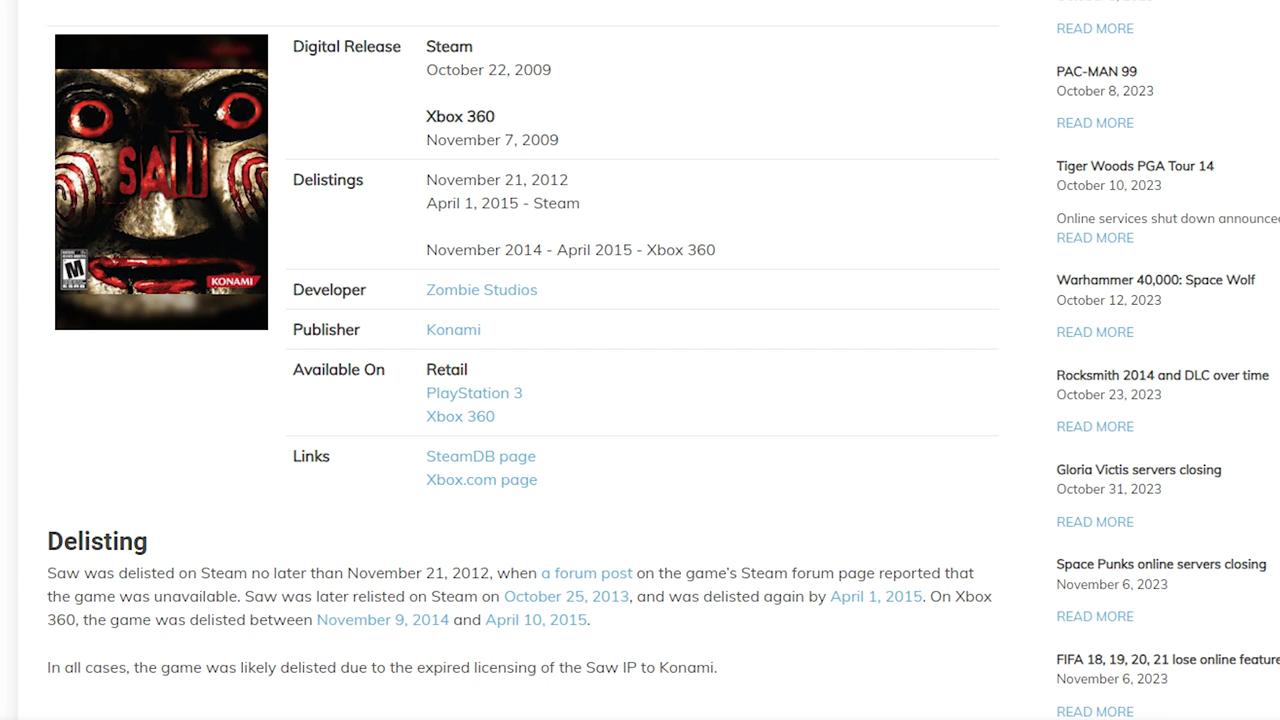 SAW
M
KONAMI
Digital Release
Steam
October 22, 2009
Xbox 360
November 7, 2009
Delistings
November 21, 2012
April 1, 2015 - Steam
November 2014 - April 2015 - Xbox 360
Developer
Zombie Studios
Publisher
Konami
Available On
Retail
PlayStation 3
Xbox 360
Links
SteamDB page
Xbox.com page
Delisting
Saw was delisted on Steam no later than November 21, 2012, when a forum post on the game’s Steam forum page reported that
the game was unavailable. Saw was later relisted on Steam on October 25, 2013, and was delisted again by April 1, 2015. On Xbox
360, the game was delisted between November 9, 2014 and April 10, 2015.
In all cases, the game was likely delisted due to the expired licensing of the Saw IP to Konami.
READ MORE
PAC-MAN 99
October 8, 2023
READ MORE
Tiger Woods PGA Tour 14
October 10, 2023
Online services shut down announce
READ MORE
Warhammer 40,000: Space Wolf
October 12, 2023
READ MORE
Rocksmith 2014 and DLC over time
October 23, 2023
READ MORE
Gloria Victis servers closing
October 31, 2023
READ MORE
Space Punks online servers closing
November 6, 2023
READ MORE
FIFA 18, 19, 20, 21 lose online feature
November 6, 2023
READ MORE